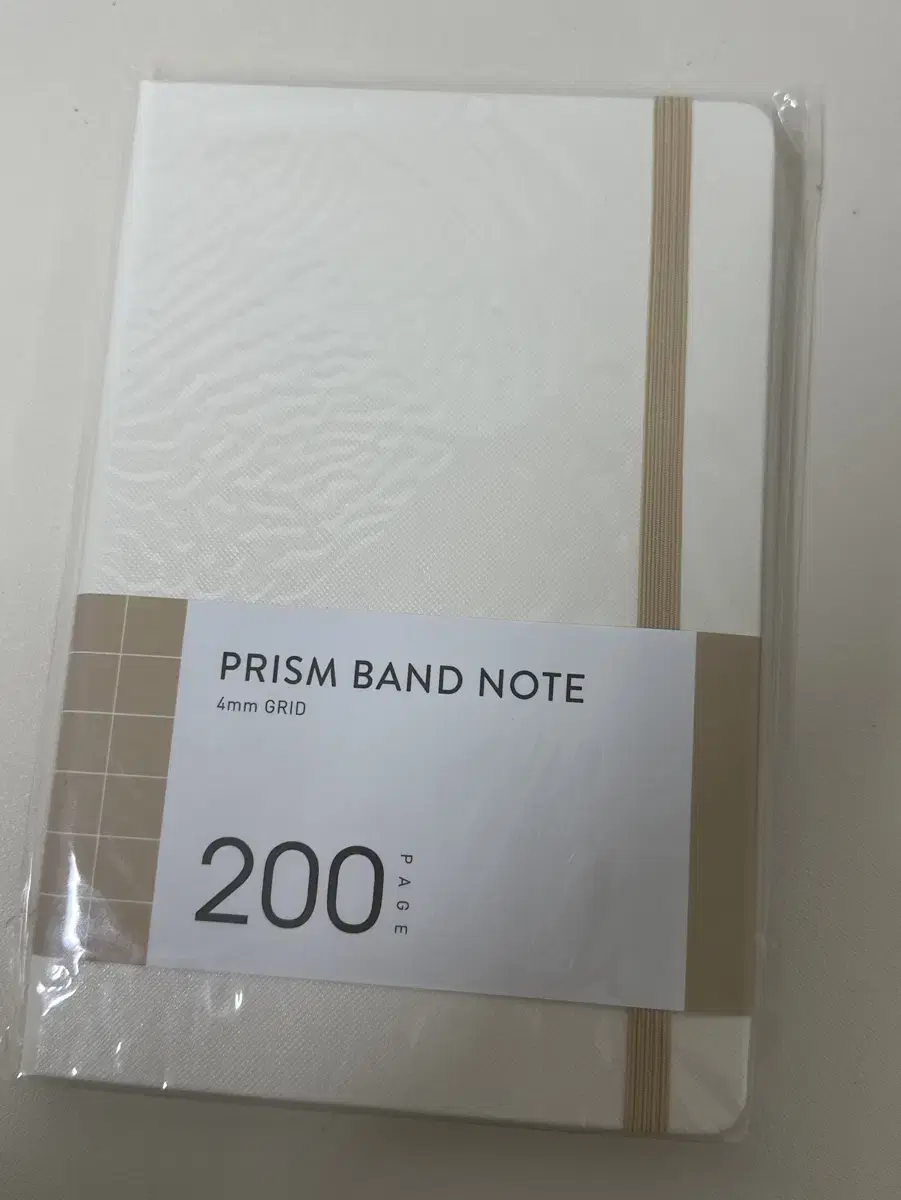 PRISM BAND NOTE
4mm GRID
200
PAGE